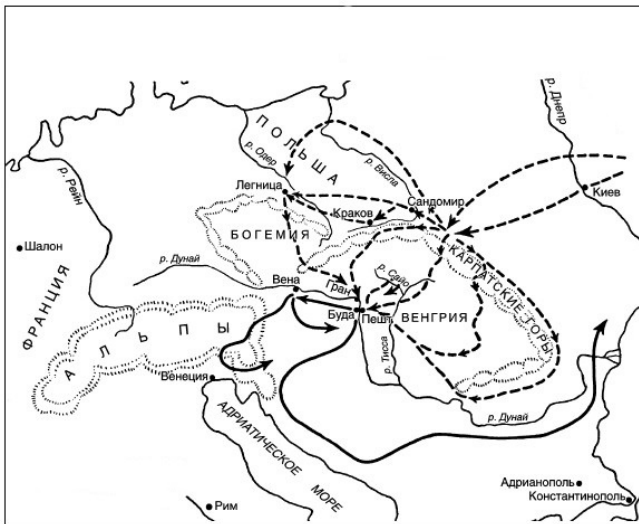 ПОЛЬША
р. Одер
р. Висла
р. Днепр
р. Рейн
Легница
Сандомир
Киев
Краков
Шалон
БОГЕМИЯ
КАРПАТСКИЕ ГОРЫ
ФРАНЦИЯ
р. Дунай
Вена
Гран
р. Сайо
Буда
Пешт
ВЕНГРИЯ
АЛЬПЫ
р. Тисса
Венеция
р. Дунай
АДРИАТИЧЕСКОЕ МОРЕ
Адрианополь
Константинополь
Рим